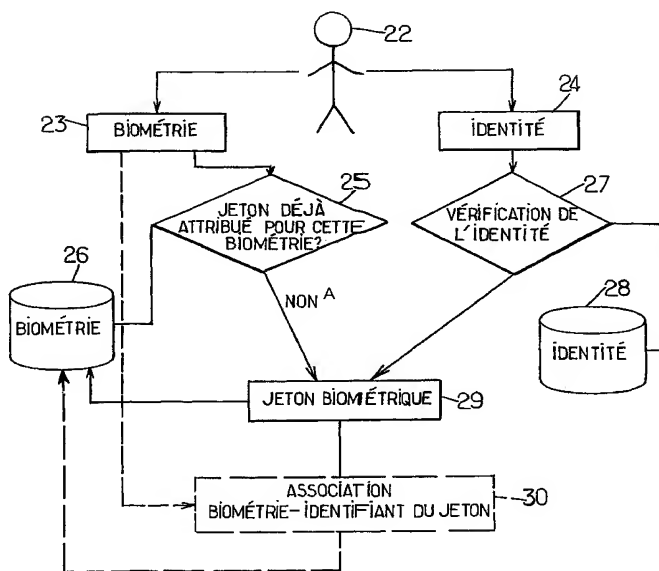 22
23
BIOMÉTRIE
24
IDENTITÉ
25
JETON DÉJÀ
ATTRIBUÉ POUR CETTE
BIOMÉTRIE?
27
VÉRIFICATION DE
L'IDENTITÉ
26
BIOMÉTRIE
28
IDENTITÉ
NON A
JETON BIOMÉTRIQUE
29
ASSOCIATION
BIOMÉTRIE-IDENTIFIANT DU JETON
30